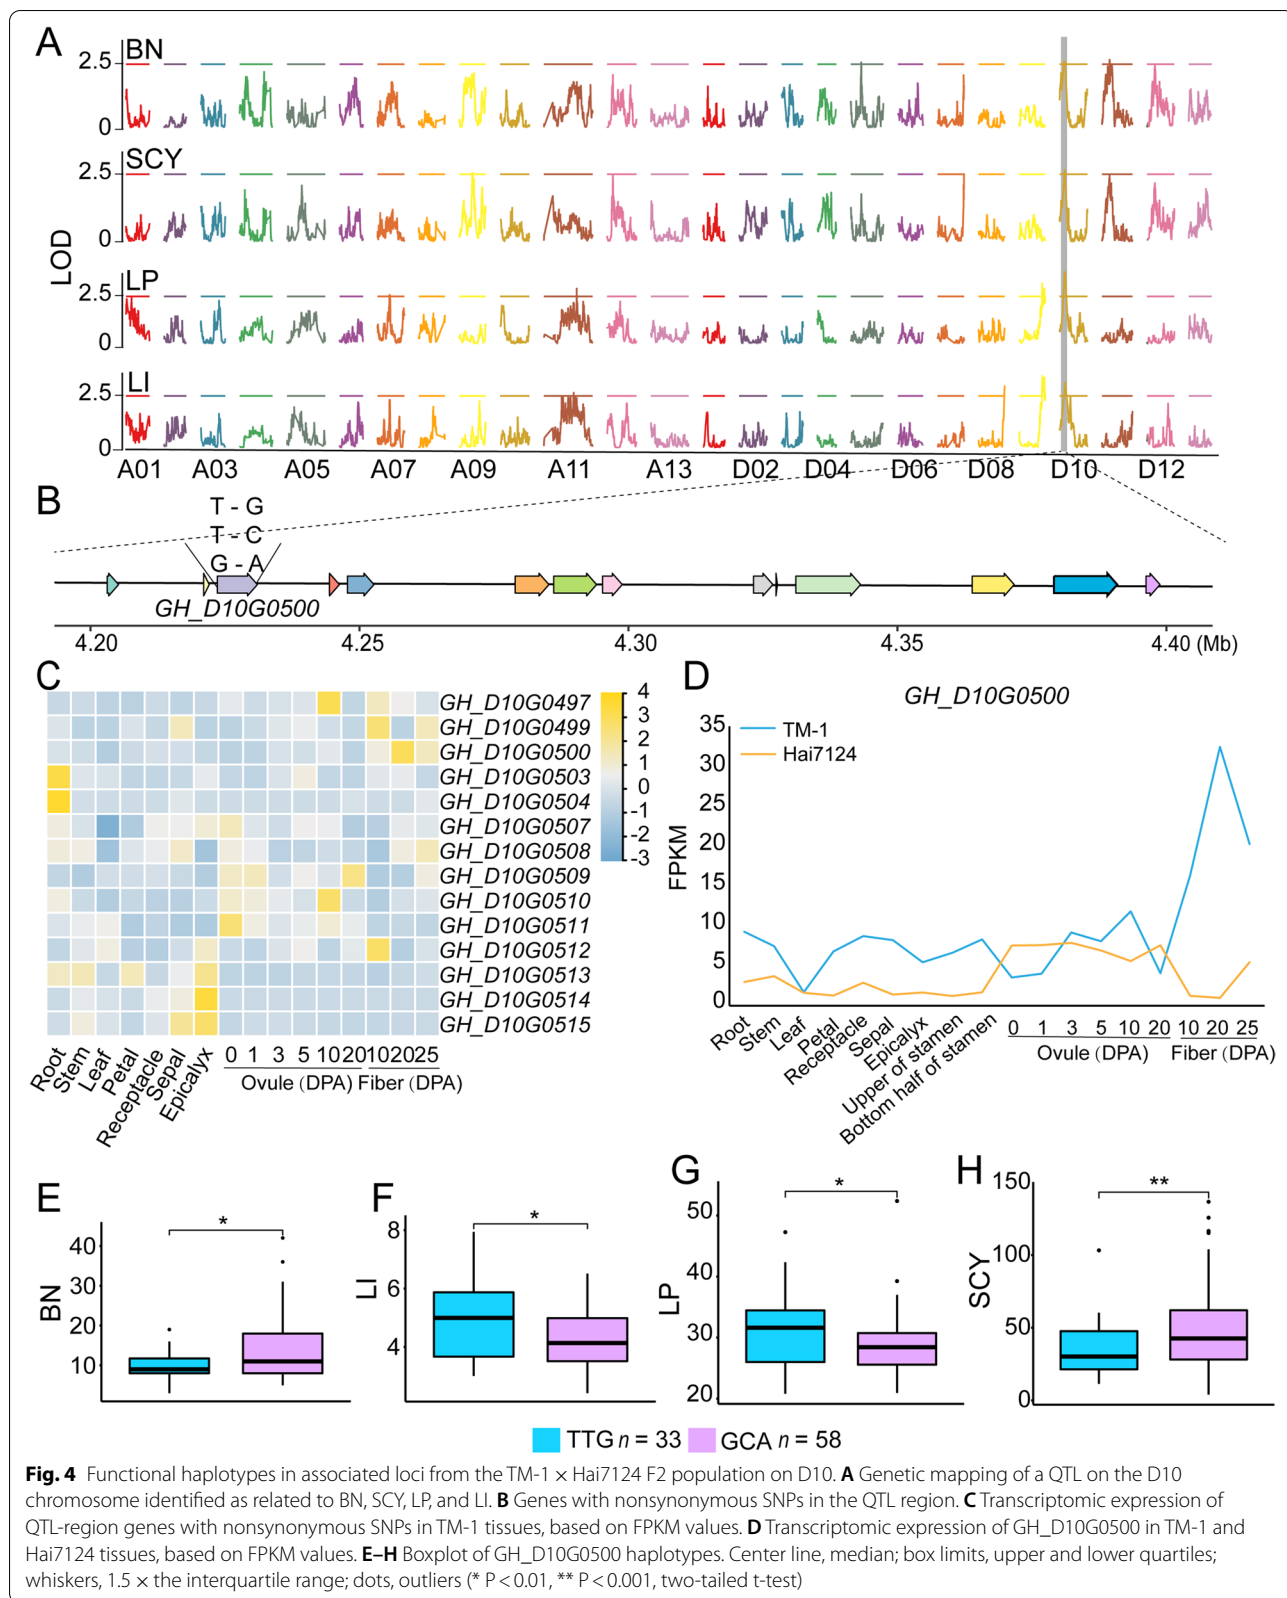 A
BN
2.5
0
SCY
2.5
0
LP
2.5
0
LI
2.5
0
LOD
A01 A03 A05 A07 A09 A11 A13 D02 D04 D06 D08 D10 D12
B
T - G
T - C
G - A
GH_D10G0500
4.20 4.25 4.30 4.35 4.40 (Mb)
C
GH_D10G0497
GH_D10G0499
GH_D10G0500
GH_D10G0503
GH_D10G0504
GH_D10G0507
GH_D10G0508
GH_D10G0509
GH_D10G0510
GH_D10G0511
GH_D10G0512
GH_D10G0513
GH_D10G0514
GH_D10G0515
4
3
2
1
0
-1
-2
-3
Root Stem Leaf Petal Receptacle Sepal Epicalyx 0 1 3 5 10 20 10 20 25
Ovule (DPA) Fiber (DPA)
D
GH_D10G0500
TM-1
Hai7124
FPKM
35
30
25
20
15
10
5
0
Root Stem Leaf Petal Receptacle Sepal Epicalyx Upper of stamen Bottom half of stamen 0 1 3 5 10 20 10 20 25
Ovule (DPA) Fiber (DPA)
E
*
BN
40
30
20
10
F
*
LI
8
6
4
G
*
LP
50
40
30
20
H
**
SCY
150
100
50
0
TTG n = 33 GCA n = 58
Fig. 4 Functional haplotypes in associated loci from the TM-1 × Hai7124 F2 population on D10. A Genetic mapping of a QTL on the D10
chromosome identified as related to BN, SCY, LP, and LI. B Genes with nonsynonymous SNPs in the QTL region. C Transcriptomic expression of
QTL-region genes with nonsynonymous SNPs in TM-1 tissues, based on FPKM values. D Transcriptomic expression of GH_D10G0500 in TM-1 and
Hai7124 tissues, based on FPKM values. E–H Boxplot of GH_D10G0500 haplotypes. Center line, median; box limits, upper and lower quartiles;
whiskers, 1.5 × the interquartile range; dots, outliers (* P < 0.01, ** P < 0.001, two-tailed t-test)